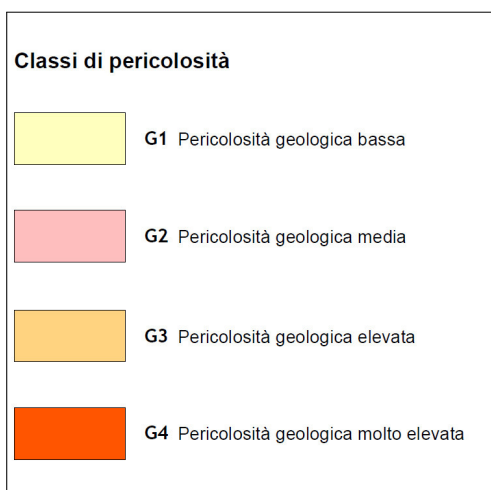 Classi di pericolosità
G1 Pericolosità geologica bassa
G2 Pericolosità geologica media
G3 Pericolosità geologica elevata
G4 Pericolosità geologica molto elevata